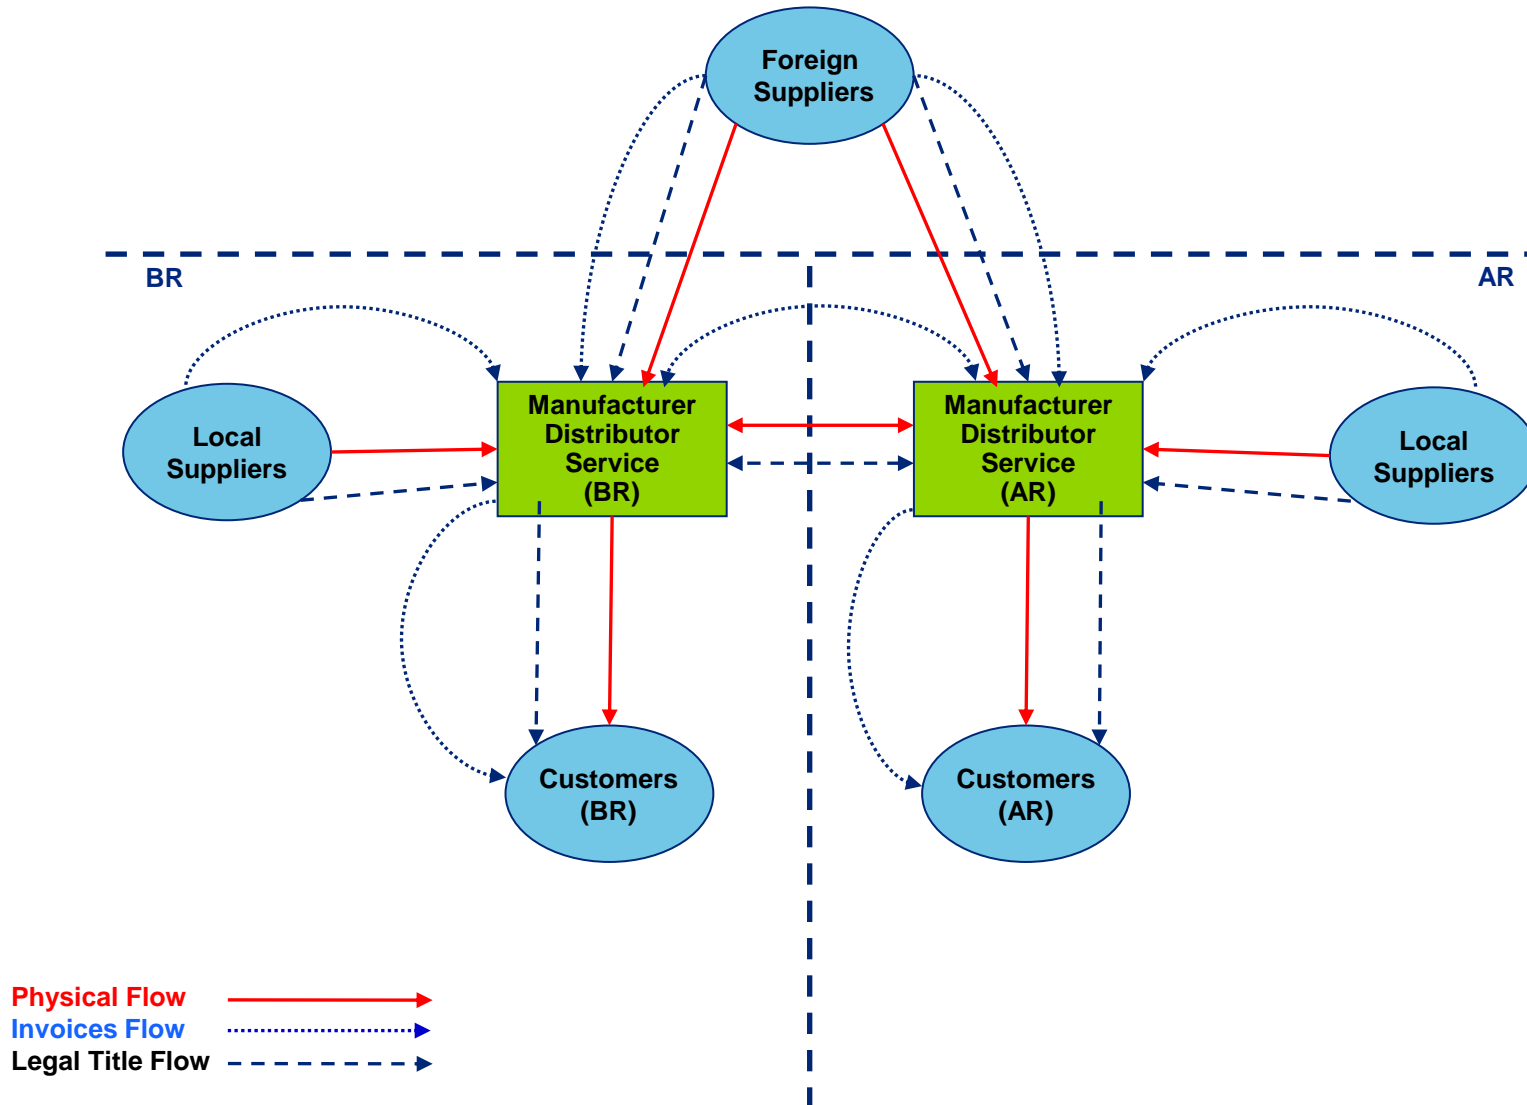 Foreign
Suppliers
BR
AR
Local
Suppliers
Manufacturer
Distributor
Service
(BR)
Manufacturer
Distributor
Service
(AR)
Local
Suppliers
Customers
(BR)
Customers
(AR)
Physical Flow
Invoices Flow
Legal Title Flow